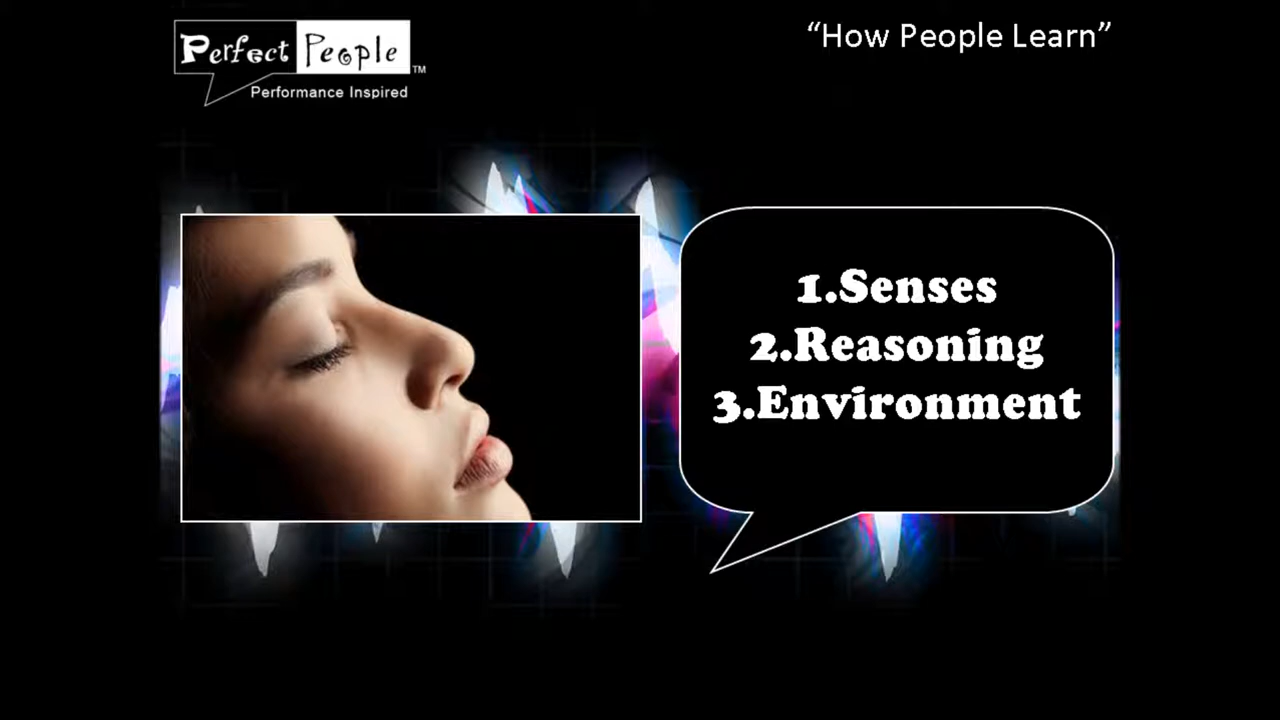 Perfect People
TM
Performance Inspired
“How People Learn”
1.Senses
2.Reasoning
3.Environment